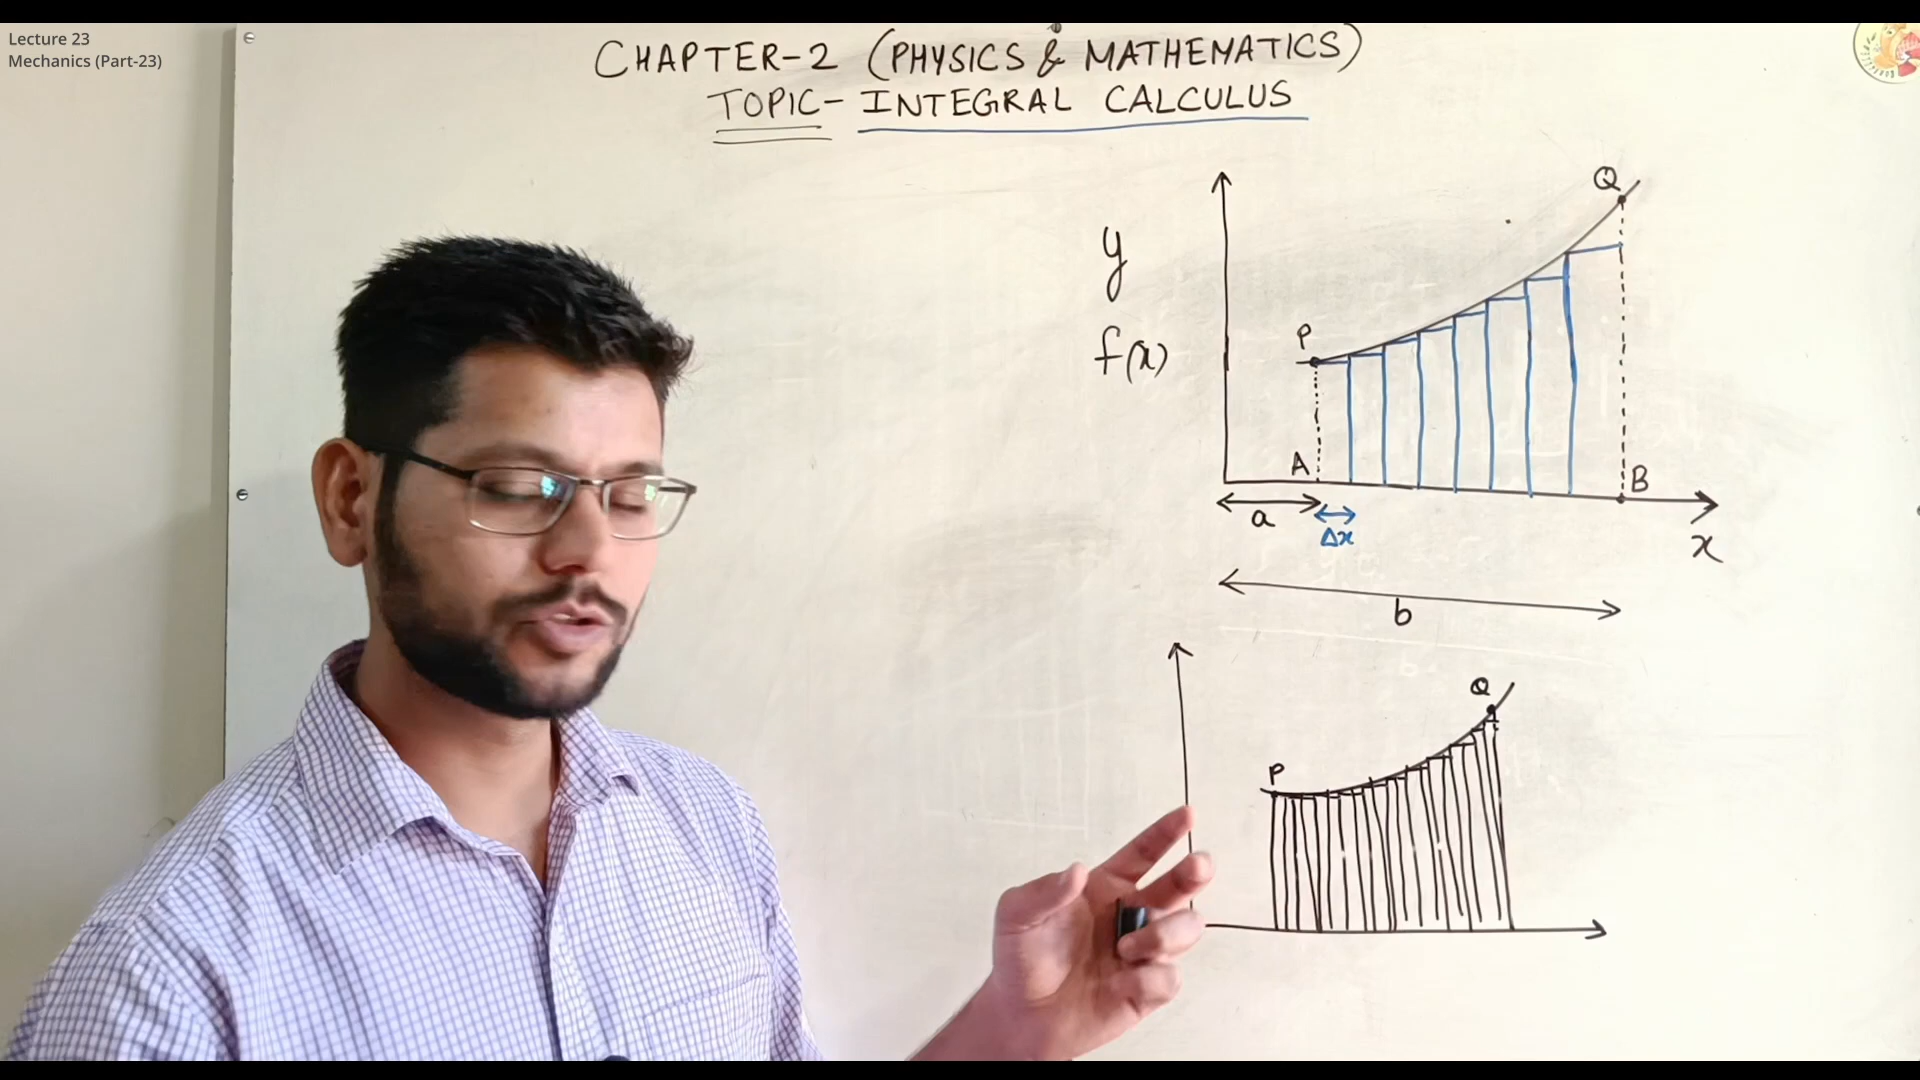 Lecture 23
Mechanics (Part-23)
CHAPTER-2 (PHYSICS & MATHEMATICS)
TOPIC- INTEGRAL CALCULUS
Q
y
P
f(x)
A
B
a
Δx
x
b
Q
P